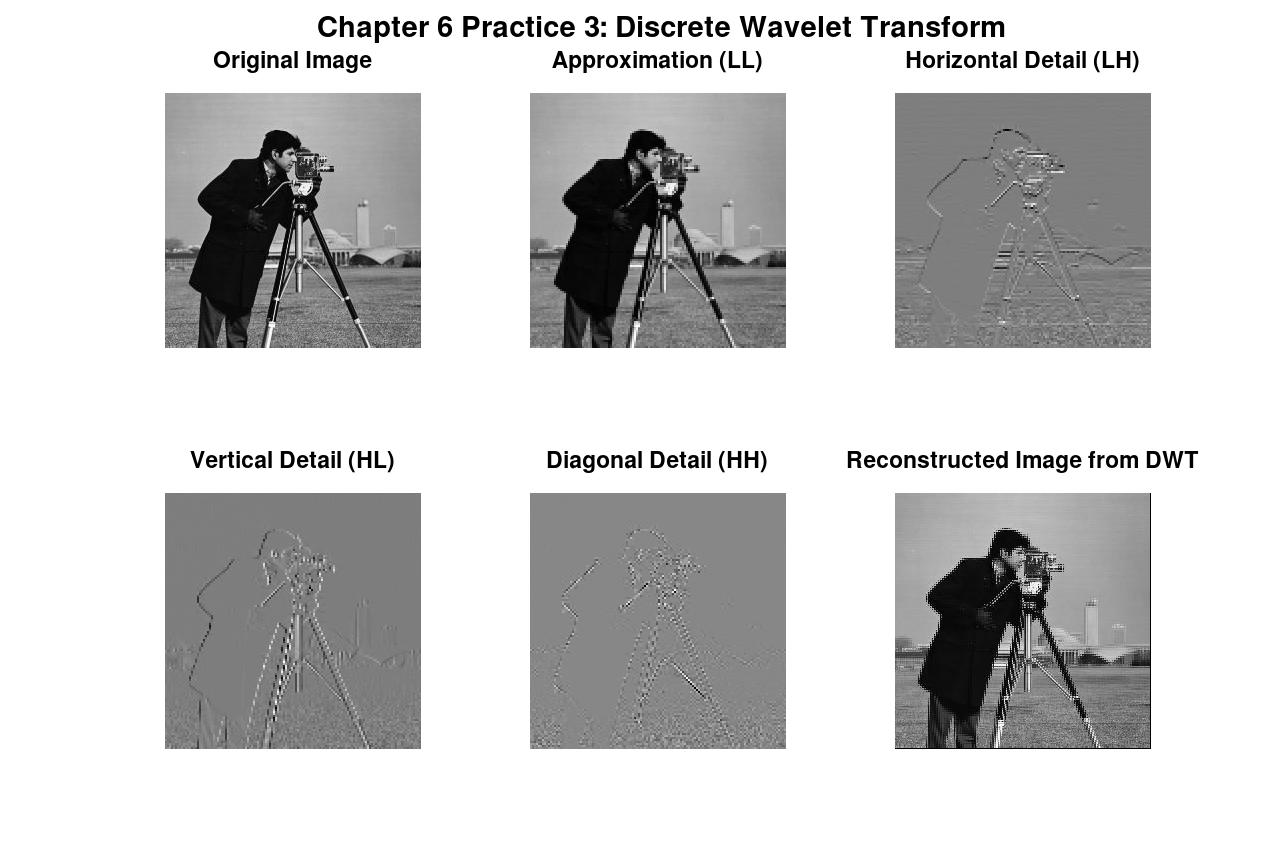 Chapter 6 Practice 3: Discrete Wavelet Transform
Original Image
Approximation (LL)
Horizontal Detail (LH)
Vertical Detail (HL)
Diagonal Detail (HH)
Reconstructed Image from DWT